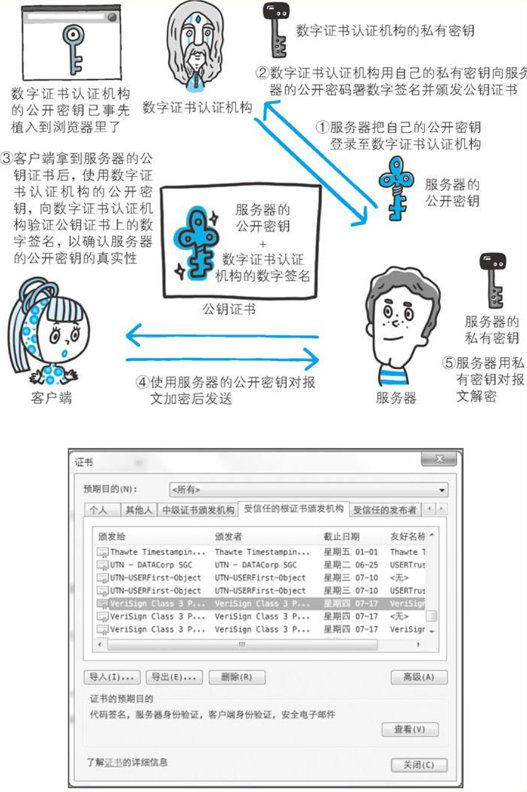 数字证书认证机构的私有密钥
②数字证书认证机构用自己的私有密钥向服务
器的公开密码署数字签名并颁发公钥证书
数字证书认证机构
的公开密钥已事先
植入到浏览器里了
数字证书认证机构
①服务器把自己的公开密钥
登录至数字证书认证机构
③客户端拿到服务器的公
钥证书后，使用数字证
书认证机构的公开密
钥，向数字证书认证机
构验证公钥证书上的数
字签名，以确认服务器
的公开密钥的真实性
服务器的
公开密钥
服务器的
公开密钥
+
数字证书认证
机构的数字签名
公钥证书
服务器的
私有密钥
④使用服务器的公开密钥对报
文加密后发送
⑤服务器用私
有密钥对报
文解密
客户端
服务器
证书
预期目的(N): <所有>
个人 其他人 中级证书颁发机构 受信任的根证书颁发机构 受信任的发布者
颁发给 颁发者 截止日期 友好名称
Thawte Timestampin... Thawte Timestampin... 星期五 01-01 Thawte T
UTN - DATACorp SGC UTN - DATACorp SGC 星期二 06-25 USERTrus
UTN-USERFirst-Object UTN-USERFirst-Object 星期三 07-10 <无>
UTN-USERFirst-Object UTN-USERFirst-Object 星期三 07-10 USERTrus
VeriSign Class 3 P... VeriSign Class 3 P... 星期四 07-17 VeriSign
VeriSign Class 3 P... VeriSign Class 3 P... 星期四 07-17 <无>
VeriSign Class 3 P... VeriSign Class 3 P... 星期四 07-17 VeriSig
导入(I)... 导出(E)... 删除(R) 高级(A)
证书的预期目的
代码签名，服务器身份验证，客户端身份验证，安全电子邮件
查看(V)
了解证书的详细信息
关闭(C)